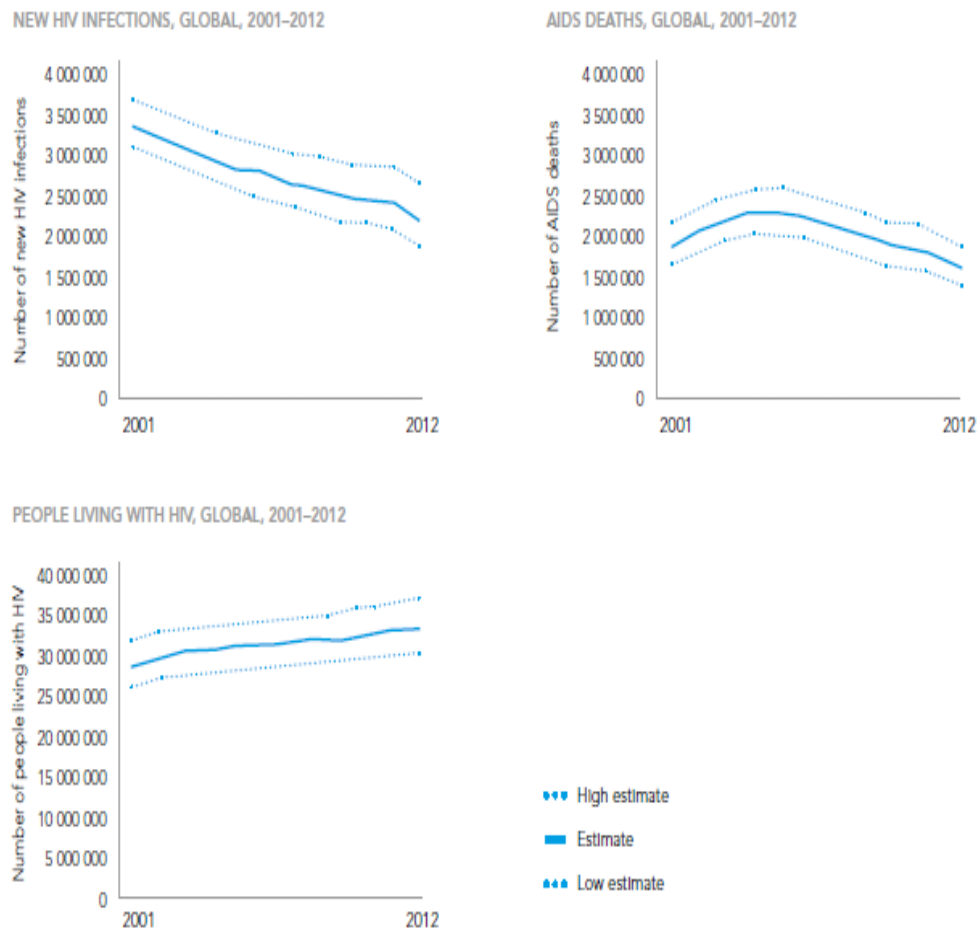 NEW HIV INFECTIONS, GLOBAL, 2001–2012
Number of new HIV infections
4 000 000
3 500 000
3 000 000
2 500 000
2 000 000
1 500 000
1 000 000
500 000
0
2001
2012
AIDS DEATHS, GLOBAL, 2001–2012
Number of AIDS deaths
4 000 000
3 500 000
3 000 000
2 500 000
2 000 000
1 500 000
1 000 000
500 000
0
2001
2012
PEOPLE LIVING WITH HIV, GLOBAL, 2001–2012
Number of people living with HIV
40 000 000
35 000 000
30 000 000
25 000 000
20 000 000
15 000 000
10 000 000
5 000 000
0
2001
2012
High estimate
Estimate
Low estimate